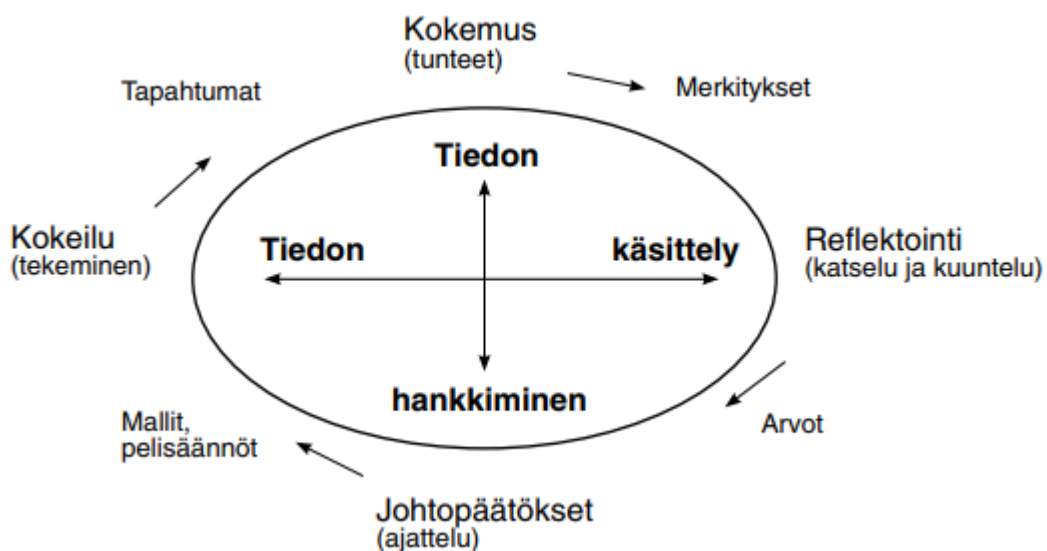 Kokemus
(tunteet)
Tapahtumat
Merkitykset
Tiedon
Kokeilu
(tekeminen)
Tiedon
käsittely
Reflektointi
(katselu ja kuuntelu)
hankkiminen
Mallit,
pelisäännöt
Arvot
Johtopäätökset
(ajattelu)